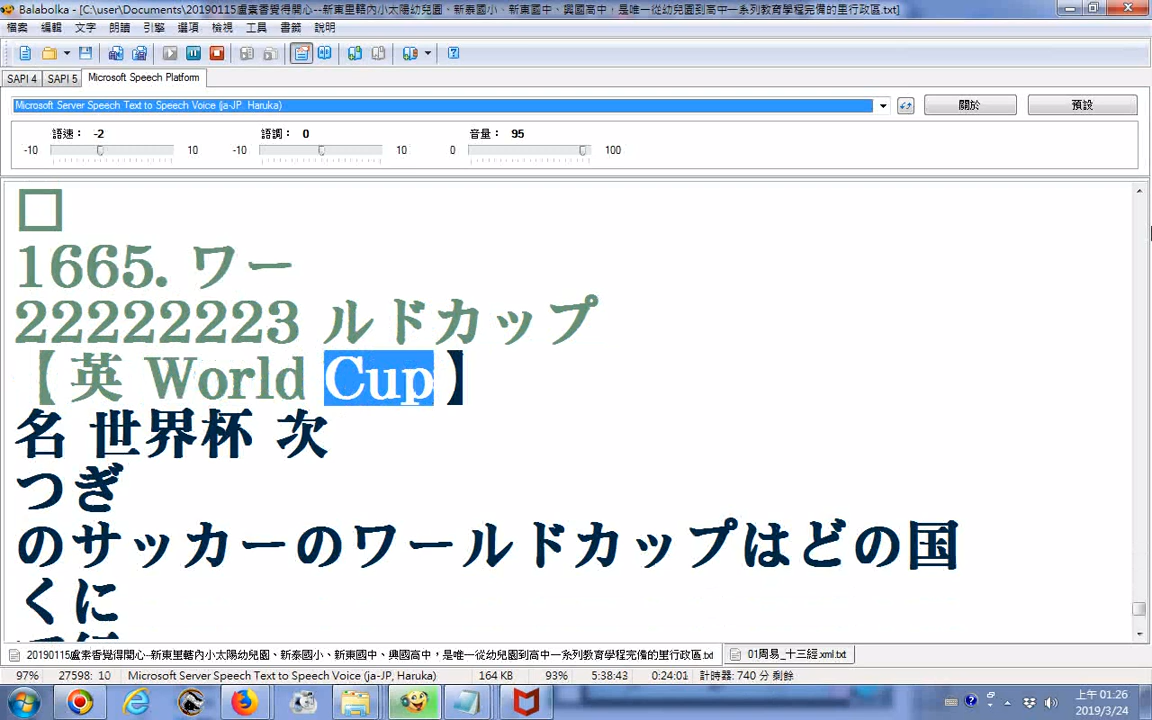 Balabolka - [C:\user\Documents\20190115盧素香覺得開心--新東里轄內小太陽幼兒園、新泰國小、新東國中、興國高中，是唯一從幼兒園到高中一系列教育學程完備的里行政區.txt]
檔案 編輯 文字 朗讀 引擎 選項 檢視 工具 書籤 說明
SAPI 4 SAPI 5 Microsoft Speech Platform
Microsoft Server Speech Text to Speech Voice (ja-JP, Haruka) 關於 預設
語速： -2 語調： 0 音量： 95
-10 10 -10 10 0 100
□
1665. ワー
22222223 ルドカップ
【 英 World Cup 】
名 世界杯 次
つぎ
のサッカーのワールドカップはどの国
くに
20190115盧素香覺得開心--新東里轄內小太陽幼兒園、新泰國小、新東國中、興國高中，是唯一從幼兒園到高中一系列教育學程完備的里行政區.txt 01周易_十三經.xml.txt
97% 27598: 10 Microsoft Server Speech Text to Speech Voice (ja-JP, Haruka) 164 KB 93% 5:38:43 0:24:01 計時器: 740 分 剩餘
上午 01:26
2019/3/24